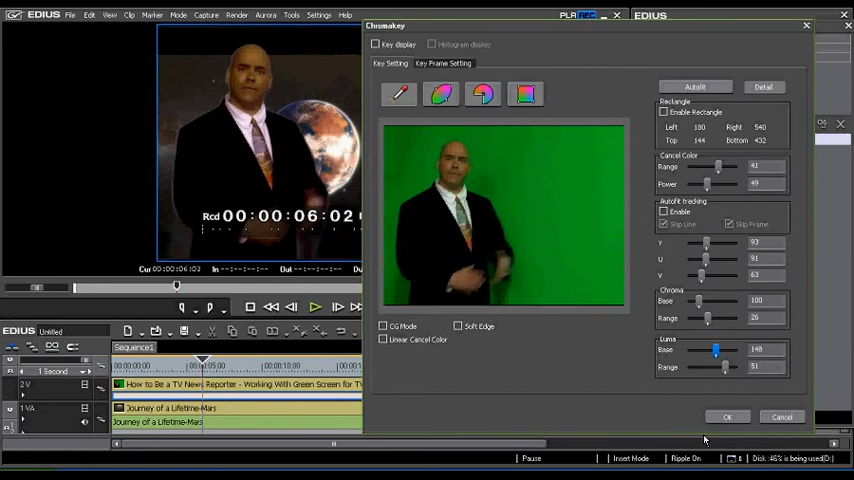 EDIUS File Edit View Clip Marker Mode Capture Render Aurora Tools Settings Help
PLR REC
EDIUS
Chromakey
Key display Histogram display
Key Setting Key Frame Setting
Autofit Detail
Rectangle
Enable Rectangle
Left 180 Right 540
Top 144 Bottom 432
Cancel Color
Range 41
Power 49
Autofit tracking
Enable
Skip Line Skip Frame
Y 93
U 91
V 63
Chroma
Base 100
Range 26
Luma
Base 148
Range 51
CG Mode Soft Edge
Linear Cancel Color
OK Cancel
Rcd 00:00:06:02
Cur 00:00:06:02 In --:--:--:-- Out --:--:--:--
EDIUS Untitled
Sequence1
1 Second 00:00:00:00 00:00:05:00 00:00:10:00
2 V How to Be a TV News Reporter - Working With Green Screen for TV
1 VA Journey of a Lifetime-Mars
Journey of a Lifetime-Mars
Pause Insert Mode Ripple On Disk :46% is being used(D:)